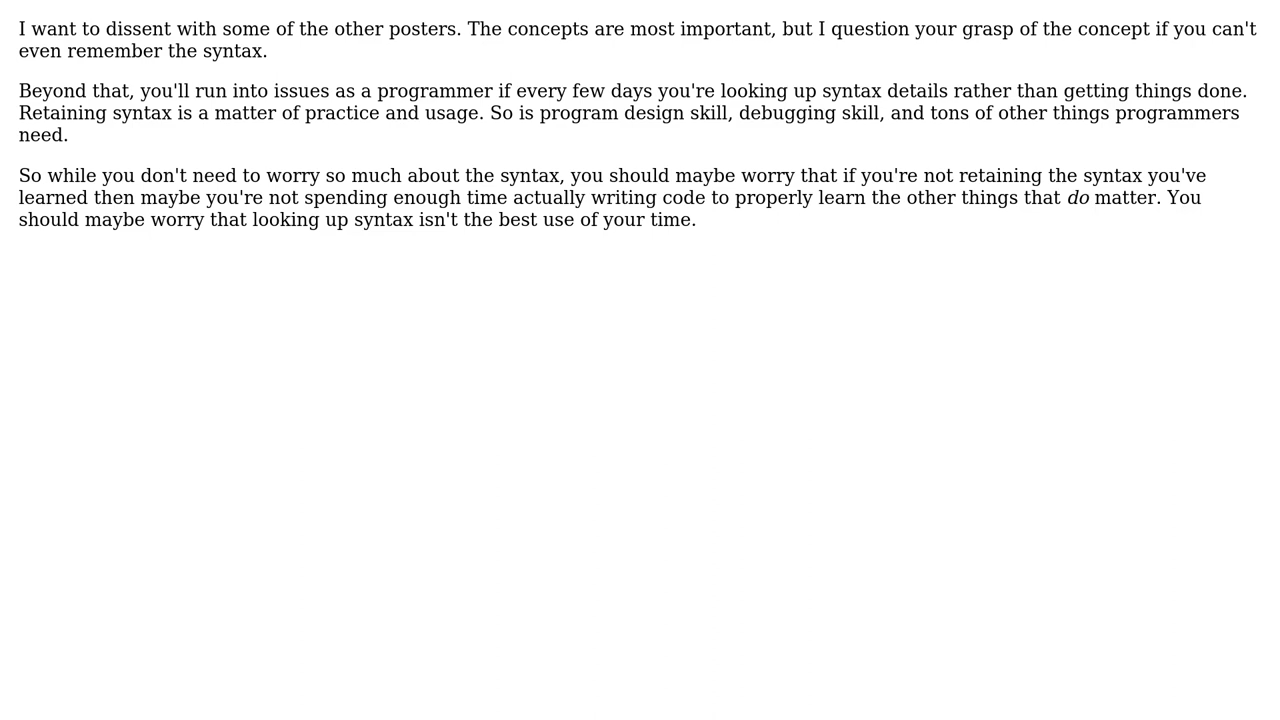 I want to dissent with some of the other posters. The concepts are most important, but I question your grasp of the concept if you can't
even remember the syntax.
Beyond that, you'll run into issues as a programmer if every few days you're looking up syntax details rather than getting things done.
Retaining syntax is a matter of practice and usage. So is program design skill, debugging skill, and tons of other things programmers
need.
So while you don't need to worry so much about the syntax, you should maybe worry that if you're not retaining the syntax you've
learned then maybe you're not spending enough time actually writing code to properly learn the other things that do matter. You
should maybe worry that looking up syntax isn't the best use of your time.